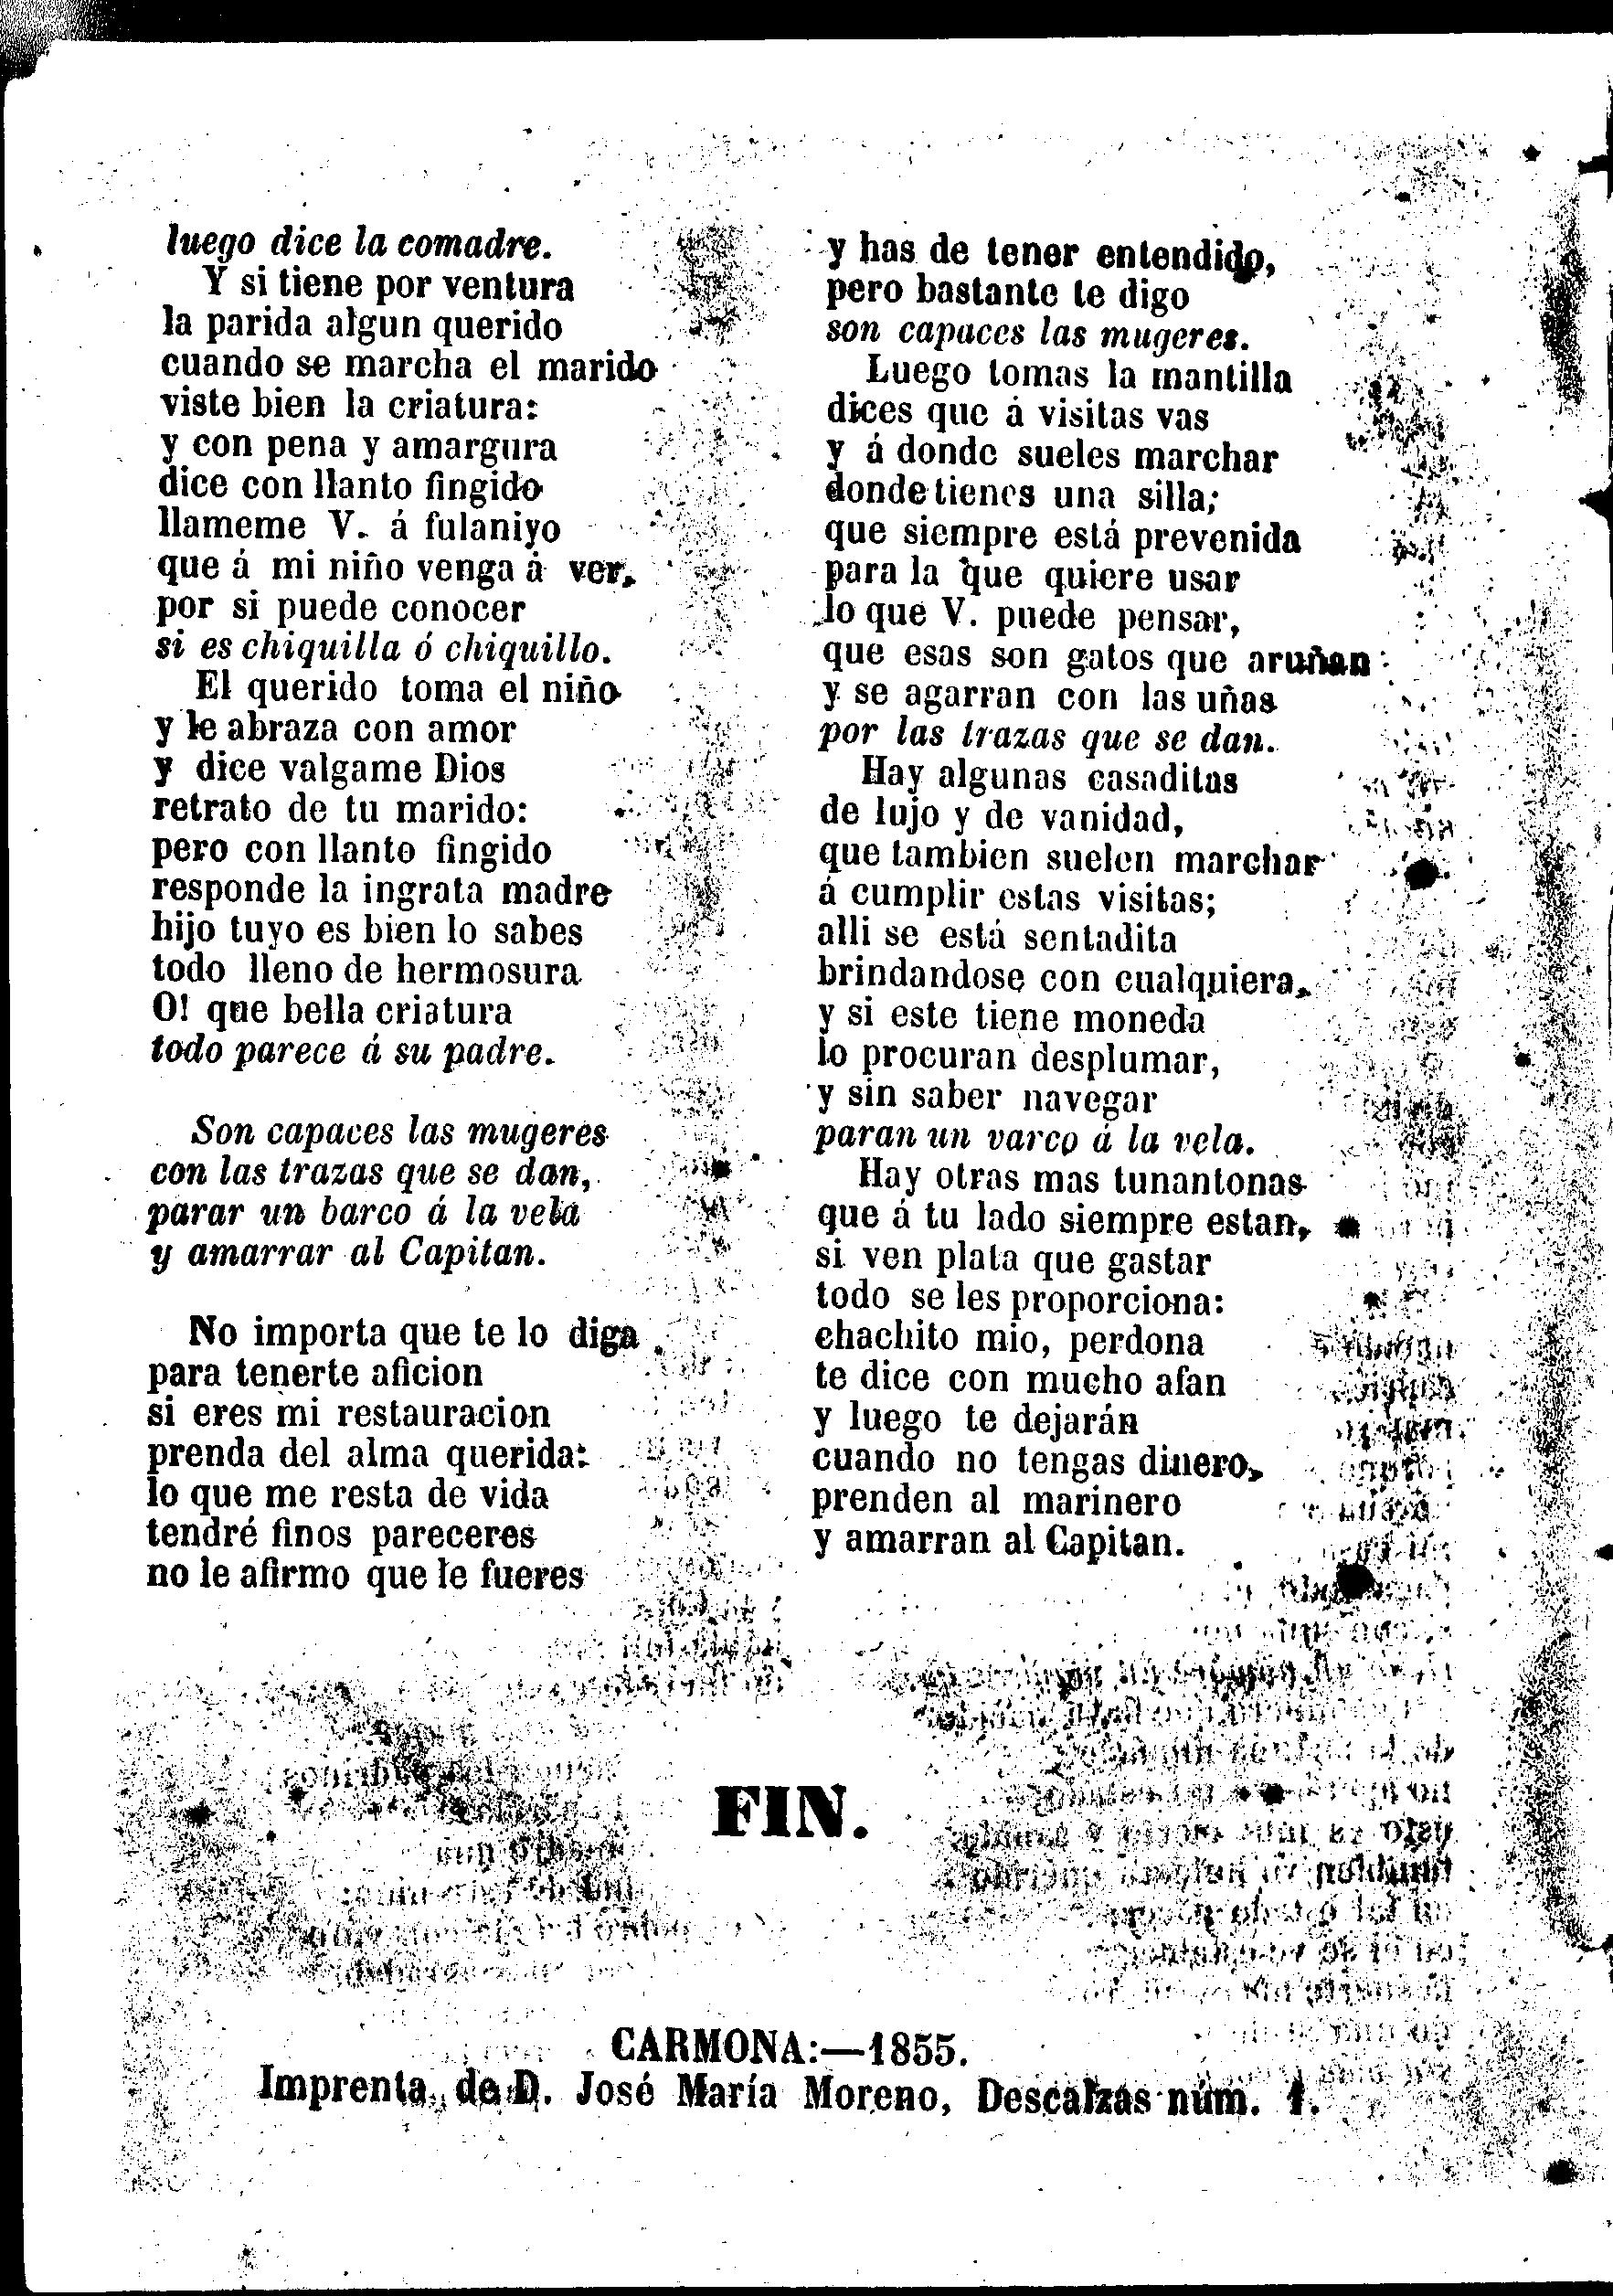 luego dice la comadre.
Y si tiene por ventura
la parida algun querido
cuando se marcha el marido
viste bien la criatura:
y con pena y amargura
dice con llanto fingido
llameme V. á fulaniyo
que á mi niño venga á ver,
por si puede conocer
si es chiquilla ó chiquillo.
El querido toma el niño
y le abraza con amor
y dice valgame Dios
retrato de tu marido:
pero con llanto fingido
responde la ingrata madre
hijo tuyo es bien lo sabes
todo lleno de hermosura
O! que bella criatura
todo parece á su padre.
Son capaces las mugeres
con las trazas que se dan,
parar un barco á la vela
y amarrar al Capitan.
No importa que te lo diga
para tenerte aficion
si eres mi restauracion
prenda del alma querida:
lo que me resta de vida
tendré finos pareceres
no le afirmo que le fueres
y has de tener entendido,
pero bastante te digo
son capaces las mugeres.
Luego tomas la mantilla
dices que á visitas vas
y á donde sueles marchar
donde tienes una silla;
que siempre está prevenida
para la que quiere usar
lo que V. puede pensar,
que esas son gatos que aruñan
y se agarran con las uñas
por las trazas que se dan.
Hay algunas casaditas
de lujo y de vanidad,
que tambien suelen marchar
á cumplir estas visitas;
alli se está sentadita
brindandose con cualquiera,
y si este tiene moneda
lo procuran desplumar,
y sin saber navegar
paran un varco á la vela.
Hay otras mas tunantonas
que á tu lado siempre estan,
si ven plata que gastar
todo se les proporciona:
chachito mio, perdona
te dice con mucho afan
y luego te dejarán
cuando no tengas dinero,
prenden al marinero
y amarran al Capitan.
FIN.
CARMONA:—1855.
Imprenta de D. José María Moreno, Descalzas núm. 1.